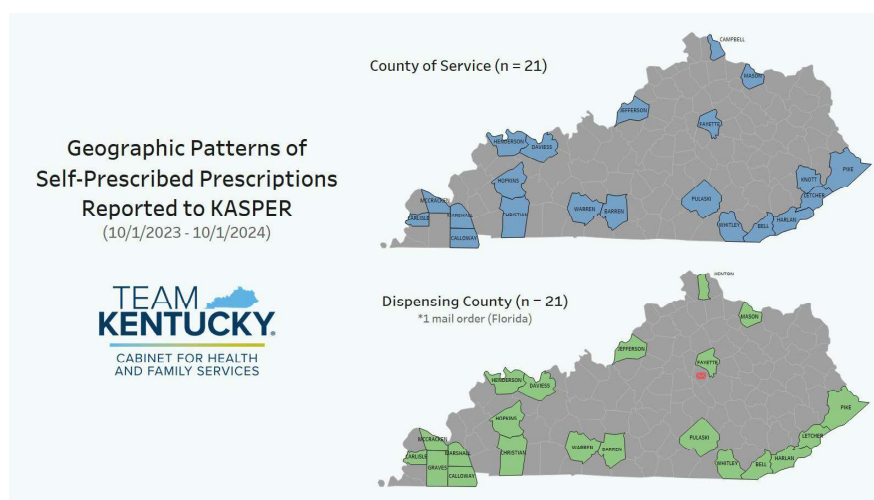 Geographic Patterns of
Self-Prescribed Prescriptions
Reported to KASPER
(10/1/2023 - 10/1/2024)
TEAM
KENTUCKY.
CABINET FOR HEALTH
AND FAMILY SERVICES
County of Service (n = 21)
CAMPBELL
MASON
JEFFERSON
FAYETTE
HENDERSON
DAVIESS
PIKE
HOPKINS
KNOTT
LETCHER
MCCRACKEN
PULASKI
WARREN
BARREN
CARLISLE
MARSHALL
CHRISTIAN
HARLAN
WHITLEY
BELL
CALLOWAY
Dispensing County (n = 21)
*1 mail order (Florida)
KENTON
MASON
JEFFERSON
FAYETTE
HENDERSON
DAVIESS
PIKE
HOPKINS
PULASKI
LETCHER
MCCRACKEN
WARREN
BARREN
CARLISLE
MARSHALL
CHRISTIAN
HARLAN
WHITLEY
BELL
GRAVES
CALLOWAY